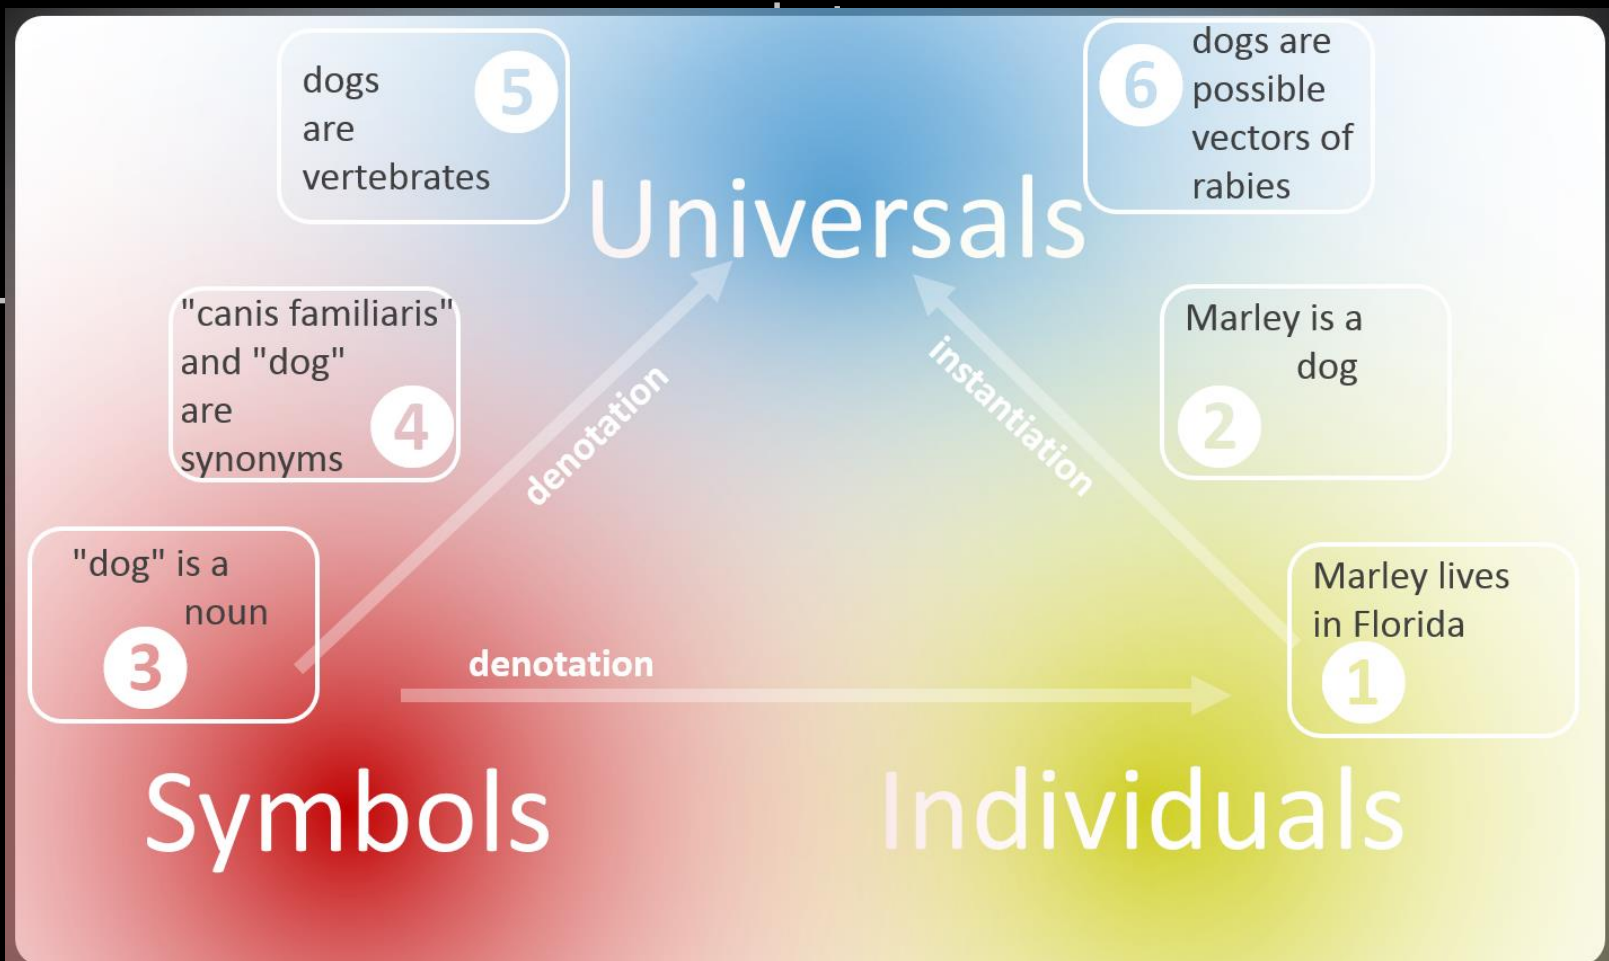 dogs
are
vertebrates
5
6
dogs are
possible
vectors of
rabies
Universals
"canis familiaris"
and "dog"
are
synonyms
4
denotation
instantiation
Marley is a
dog
2
"dog" is a
noun
3
denotation
Marley lives
in Florida
1
Symbols
Individuals